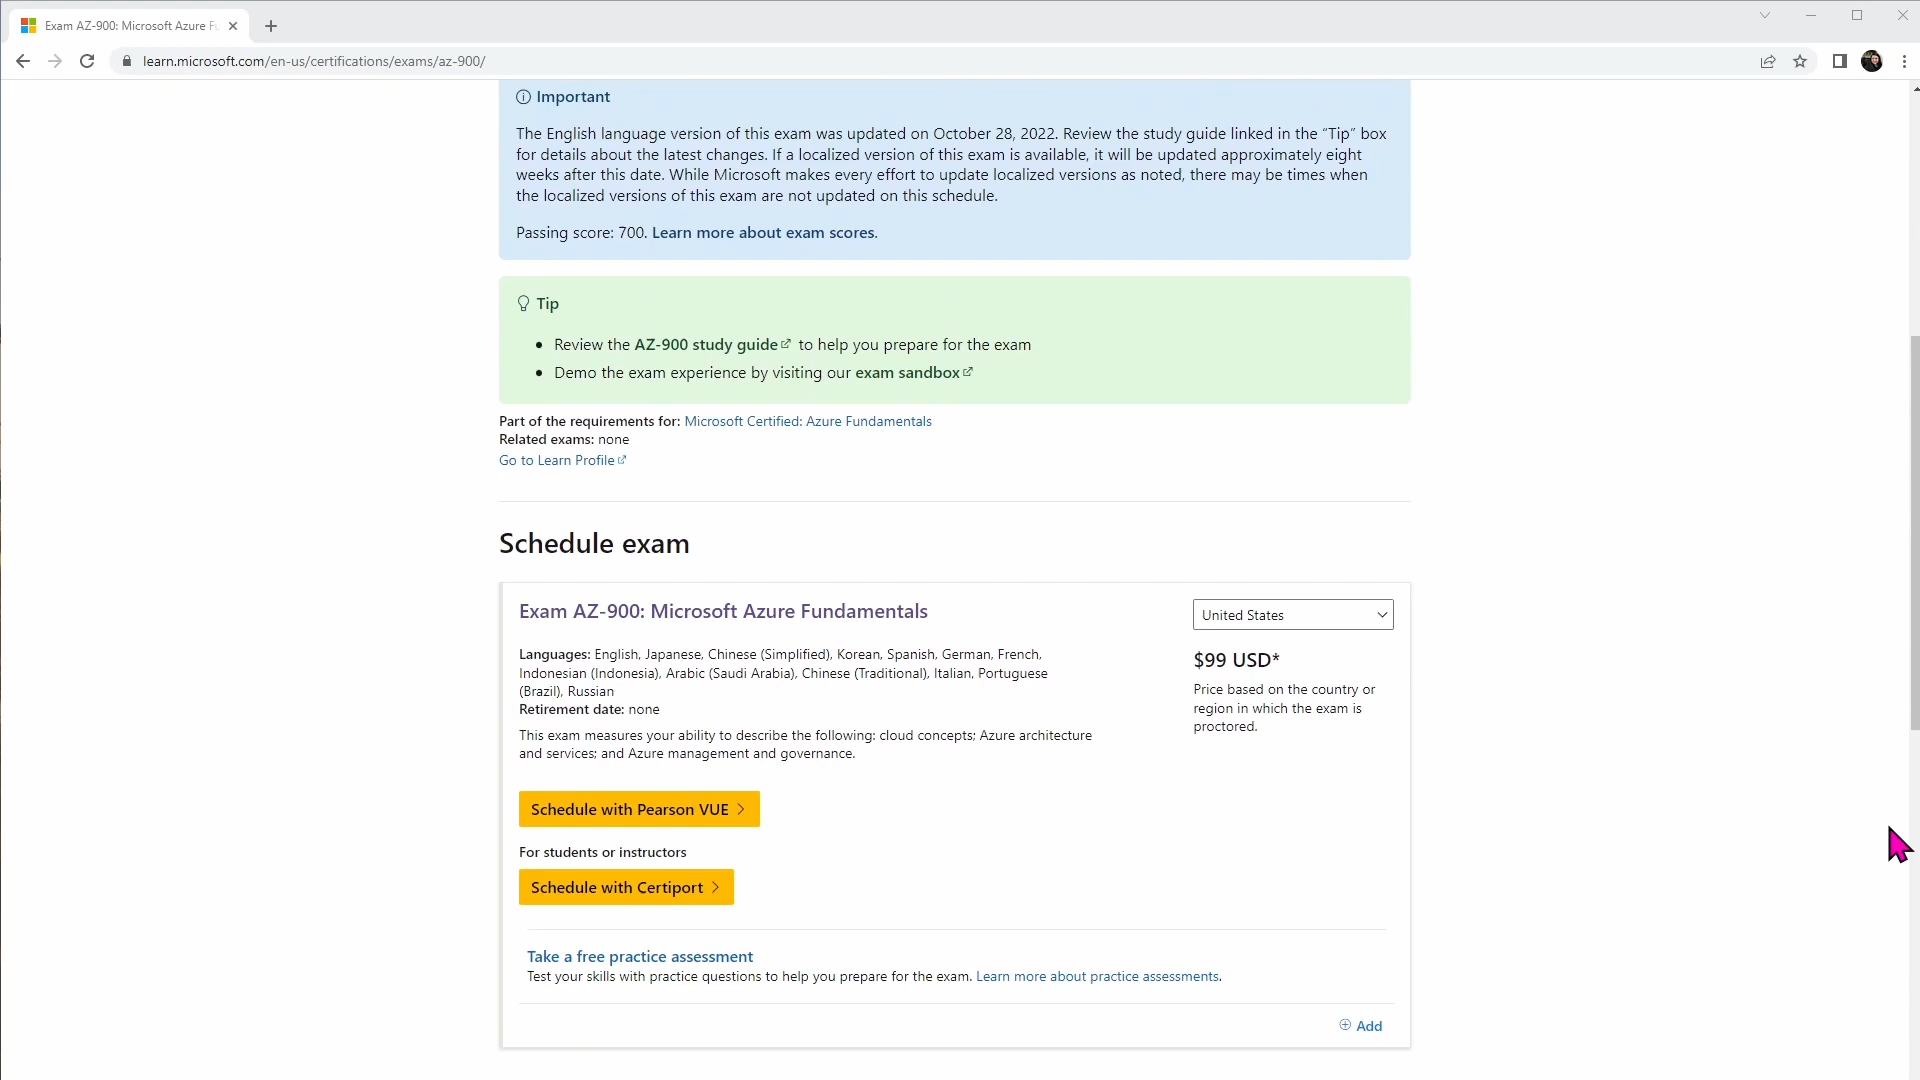 Exam AZ-900: Microsoft Azure Fu
learn.microsoft.com/en-us/certifications/exams/az-900/
Important
The English language version of this exam was updated on October 28, 2022. Review the study guide linked in the “Tip” box
for details about the latest changes. If a localized version of this exam is available, it will be updated approximately eight
weeks after this date. While Microsoft makes every effort to update localized versions as noted, there may be times when
the localized versions of this exam are not updated on this schedule.
Passing score: 700. Learn more about exam scores.
Tip
• Review the AZ-900 study guide to help you prepare for the exam
• Demo the exam experience by visiting our exam sandbox
Part of the requirements for: Microsoft Certified: Azure Fundamentals
Related exams: none
Go to Learn Profile
Schedule exam
Exam AZ-900: Microsoft Azure Fundamentals
Languages: English, Japanese, Chinese (Simplified), Korean, Spanish, German, French,
Indonesian (Indonesia), Arabic (Saudi Arabia), Chinese (Traditional), Italian, Portuguese
(Brazil), Russian
Retirement date: none
This exam measures your ability to describe the following: cloud concepts; Azure architecture
and services; and Azure management and governance.
United States
$99 USD*
Price based on the country or
region in which the exam is
proctored.
Schedule with Pearson VUE
For students or instructors
Schedule with Certiport
Take a free practice assessment
Test your skills with practice questions to help you prepare for the exam. Learn more about practice assessments.
Add